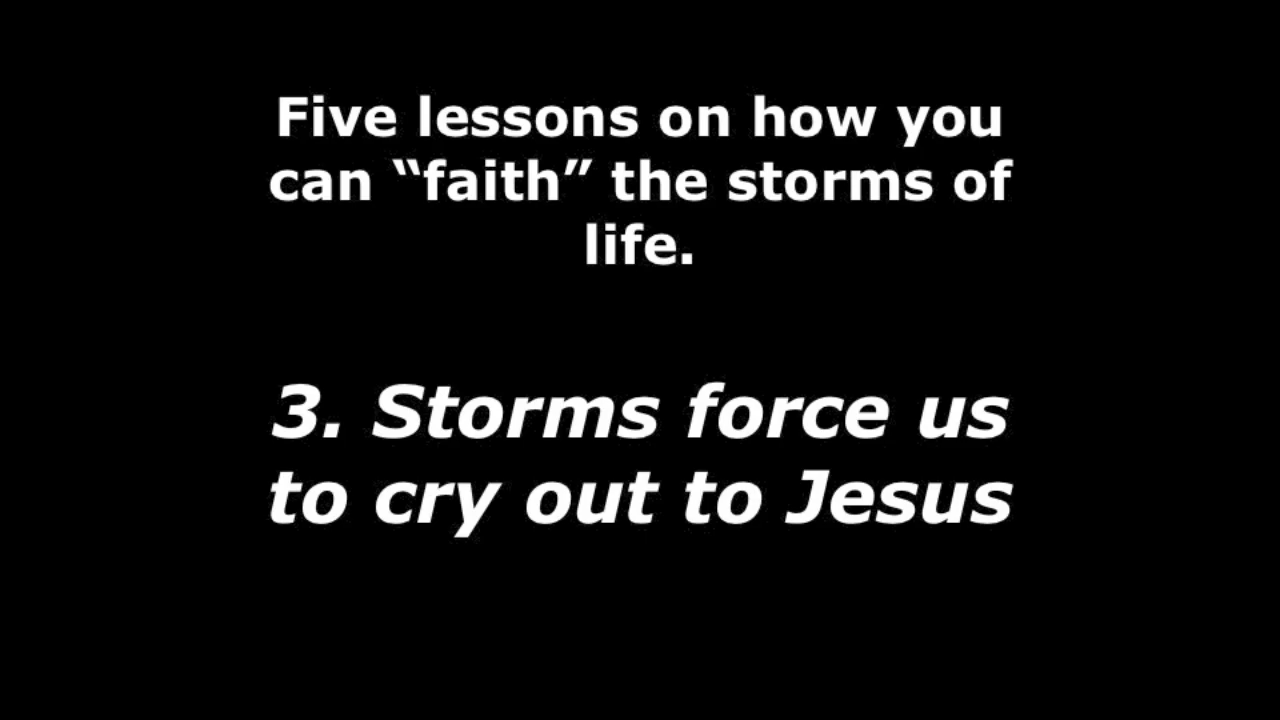 Five lessons on how you
can “faith” the storms of
life.
3. Storms force us
to cry out to Jesus